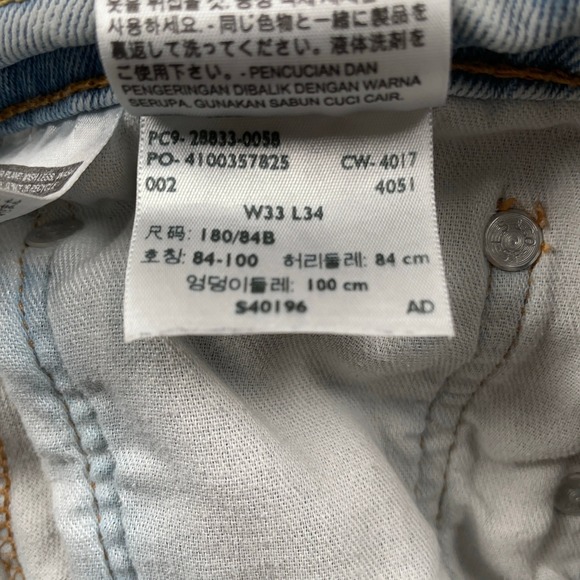 사용하세요. - 同じ色物と一緒に製品を
裏返して洗ってください。液体洗剤を
ご使用下さい。- PENCUCIAN DAN
PENGERINGAN DIBALIK DENGAN WARNA
SERUPA. GUNAKAN SABUN CUCI CAIR.
PC9- 28833-0058
PO- 4100357825 CW- 4017
002 4051
W33 L34
尺码: 180/84B
호칭: 84-100 허리둘레: 84 cm
엉덩이둘레: 100 cm
S40196 AD